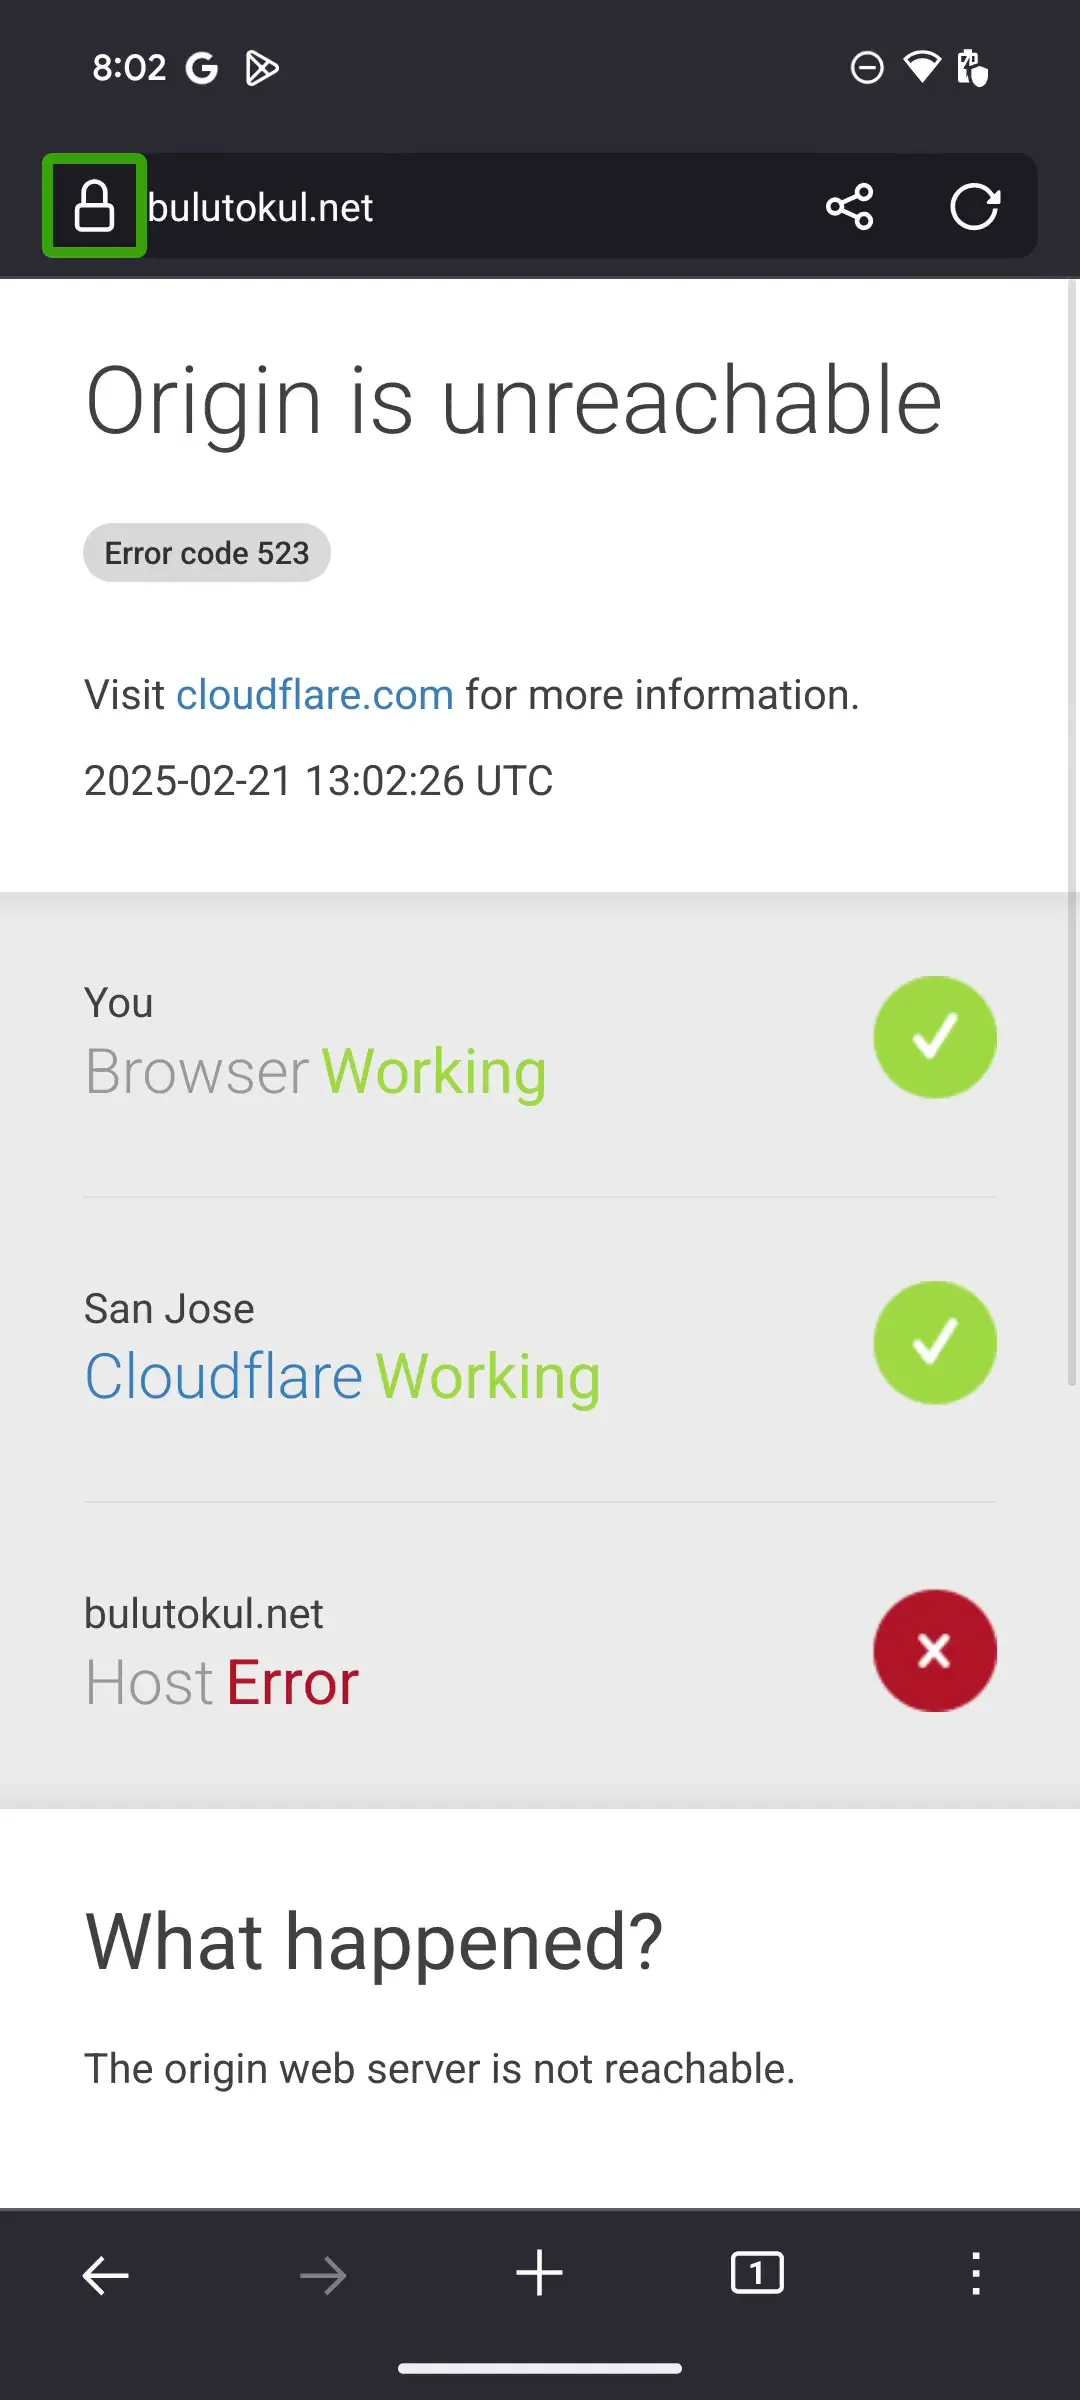 8:02
bulutokul.net
Origin is unreachable
Error code 523
Visit cloudflare.com for more information.
2025-02-21 13:02:26 UTC
You
Browser Working
San Jose
Cloudflare Working
bulutokul.net
Host Error
What happened?
The origin web server is not reachable.
1